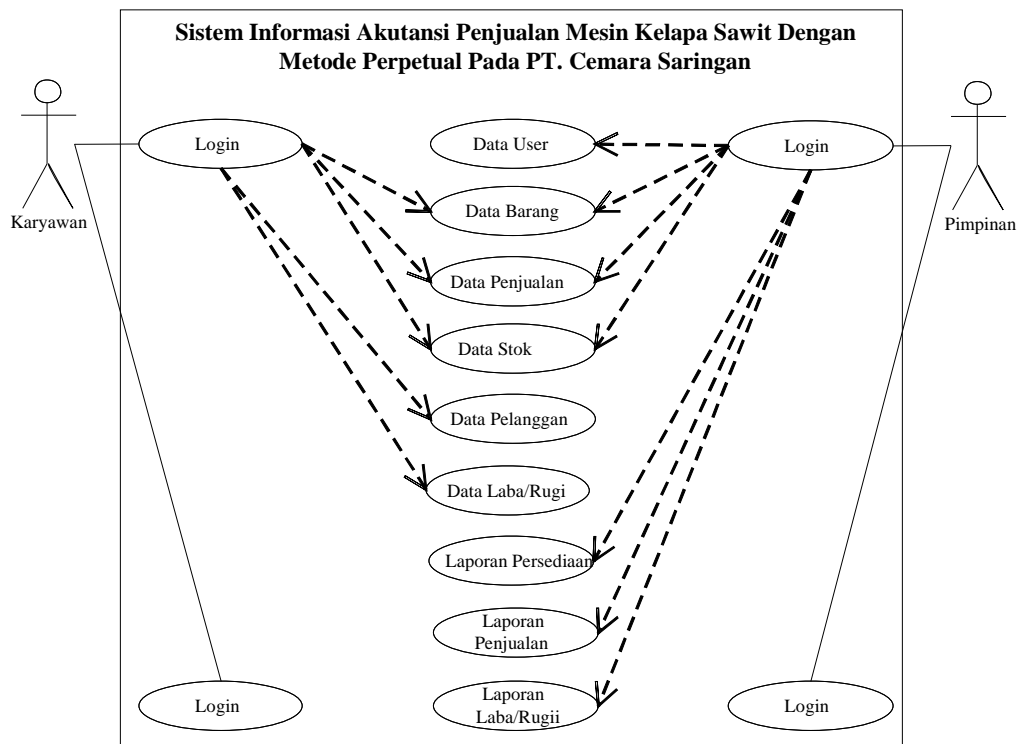 Sistem Informasi Akutansi Penjualan Mesin Kelapa Sawit Dengan
Metode Perpetual Pada PT. Cemara Saringan
Login
Data User
Login
Data Barang
Karyawan
Pimpinan
Data Penjualan
Data Stok
Data Pelanggan
Data Laba/Rugi
Laporan Persediaan
Laporan
Penjualan
Login
Laporan
Laba/Rugii
Login